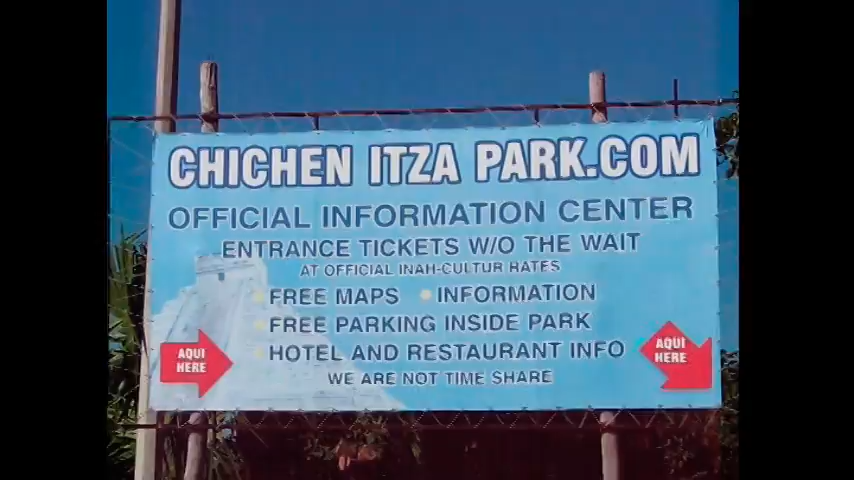 CHICHEN ITZA PARK.COM
OFFICIAL INFORMATION CENTER
ENTRANCE TICKETS W/O THE WAIT
AT OFFICIAL INAH-CULTUR RATES
FREE MAPS • INFORMATION
FREE PARKING INSIDE PARK
HOTEL AND RESTAURANT INFO
WE ARE NOT TIME SHARE
AQUI
HERE
AQUI
HERE